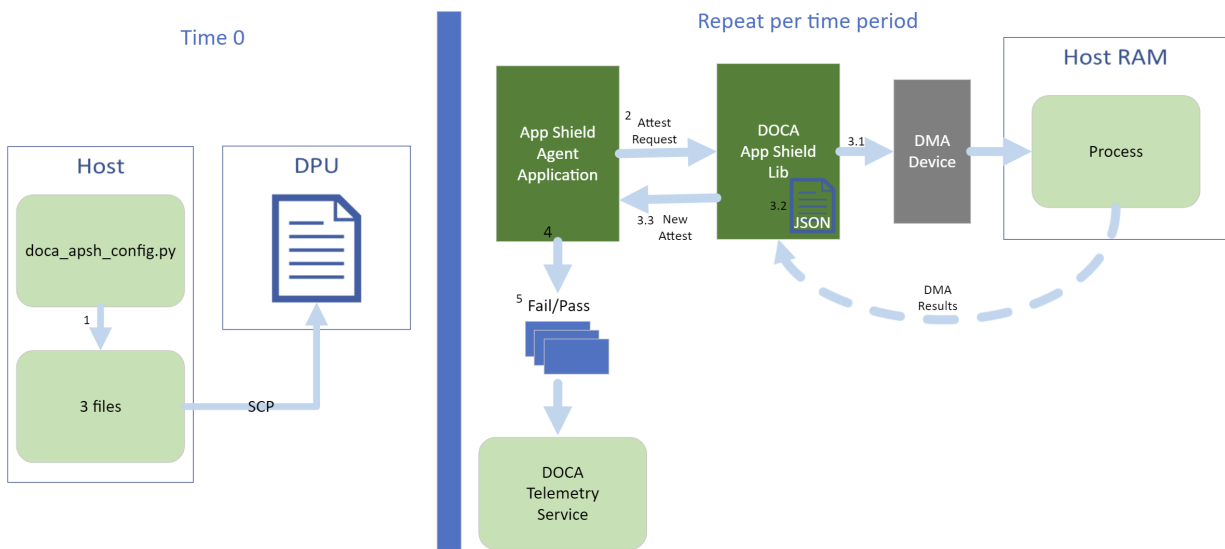 Time 0
Host
doca_apsh_config.py
1
3 files
SCP
DPU
Repeat per time period
App Shield
Agent
Application
2
Attest
Request
3.3
New
Attest
4
5
Fail/Pass
DOCA
Telemetry
Service
DOCA
App Shield
Lib
3.2
JSON
3.1
DMA
Device
Host RAM
Process
DMA
Results